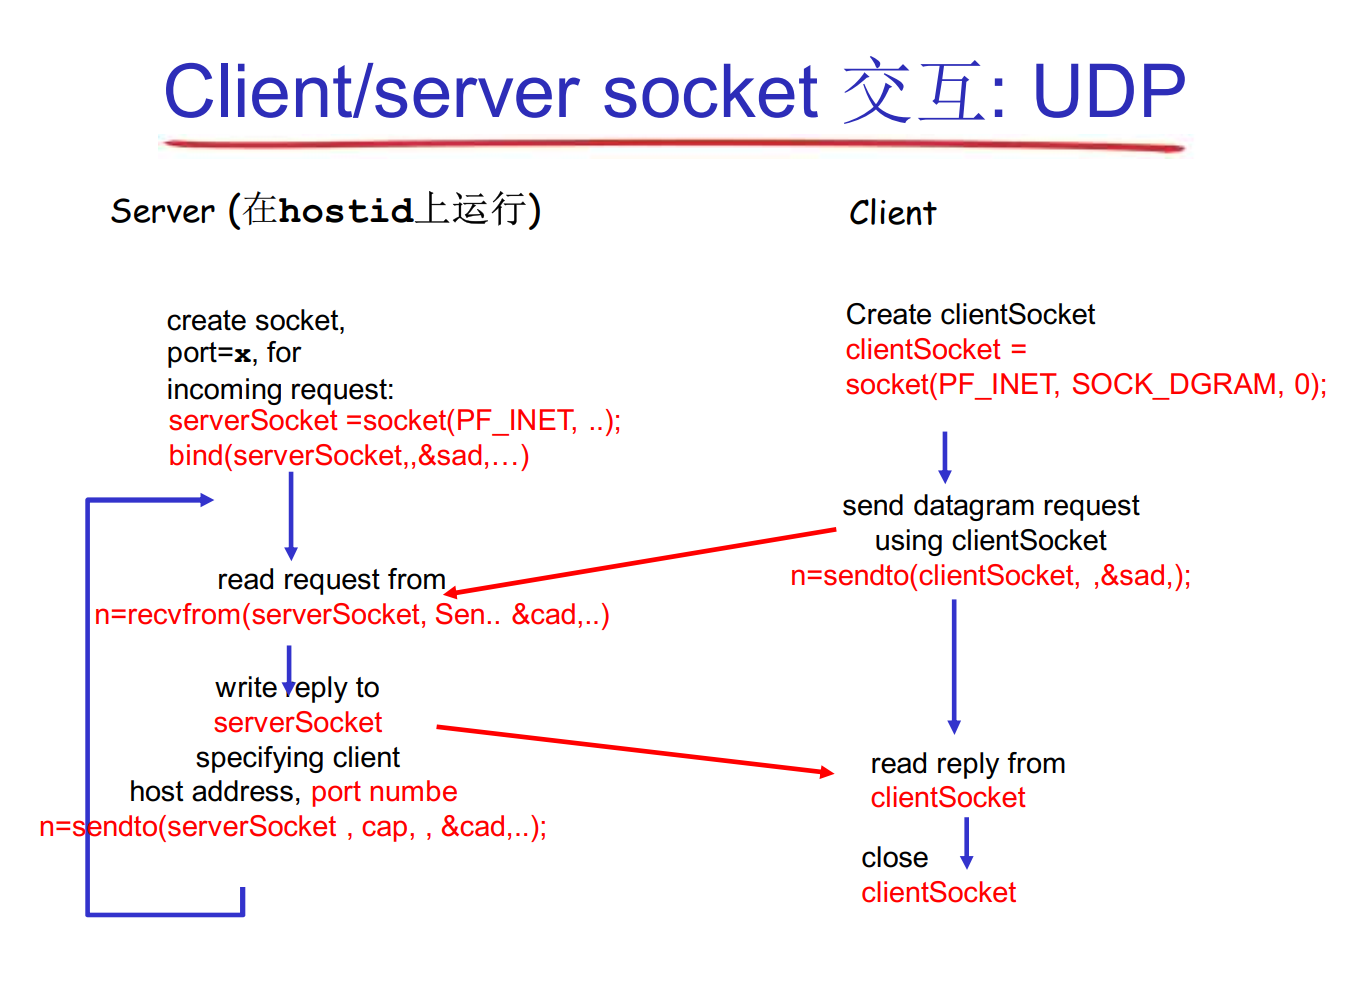 Client/server socket 交互: UDP
Server (在hostid上运行)
create socket,
port=x, for
incoming request:
serverSocket =socket(PF_INET, ..);
bind(serverSocket,,&sad,…)
read request from
n=recvfrom(serverSocket, Sen.. &cad,..)
write reply to
serverSocket
specifying client
host address, port numbe
n=sendto(serverSocket , cap, , &cad,..);
Client
Create clientSocket
clientSocket =
socket(PF_INET, SOCK_DGRAM, 0);
send datagram request
using clientSocket
n=sendto(clientSocket, ,&sad,);
read reply from
clientSocket
close
clientSocket